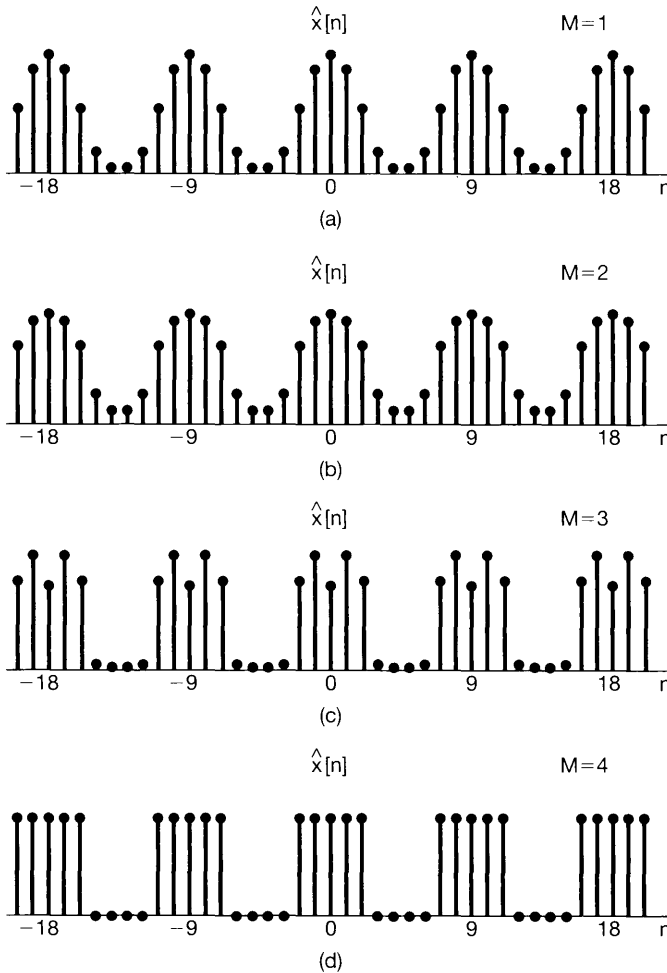 x̂[n] M=1
−18 −9 0 9 18 n
(a)
x̂[n] M=2
−18 −9 0 9 18 n
(b)
x̂[n] M=3
−18 −9 0 9 18 n
(c)
x̂[n] M=4
−18 −9 0 9 18 n
(d)